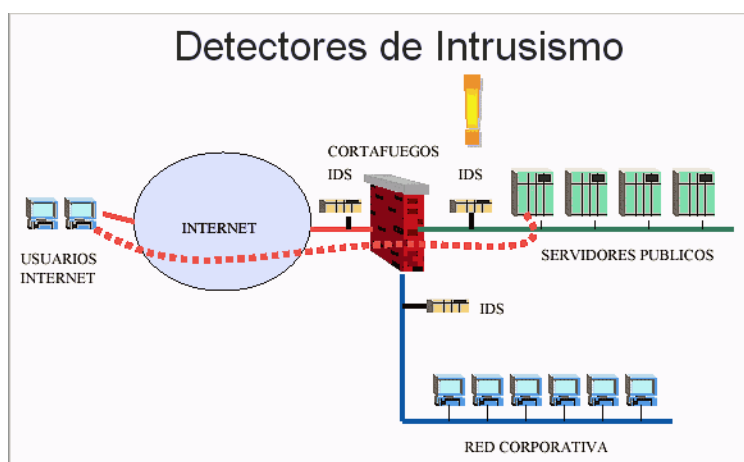 Detectores de Intrusismo
CORTAFUEGOS
IDS
IDS
INTERNET
USUARIOS
INTERNET
SERVIDORES PUBLICOS
IDS
RED CORPORATIVA